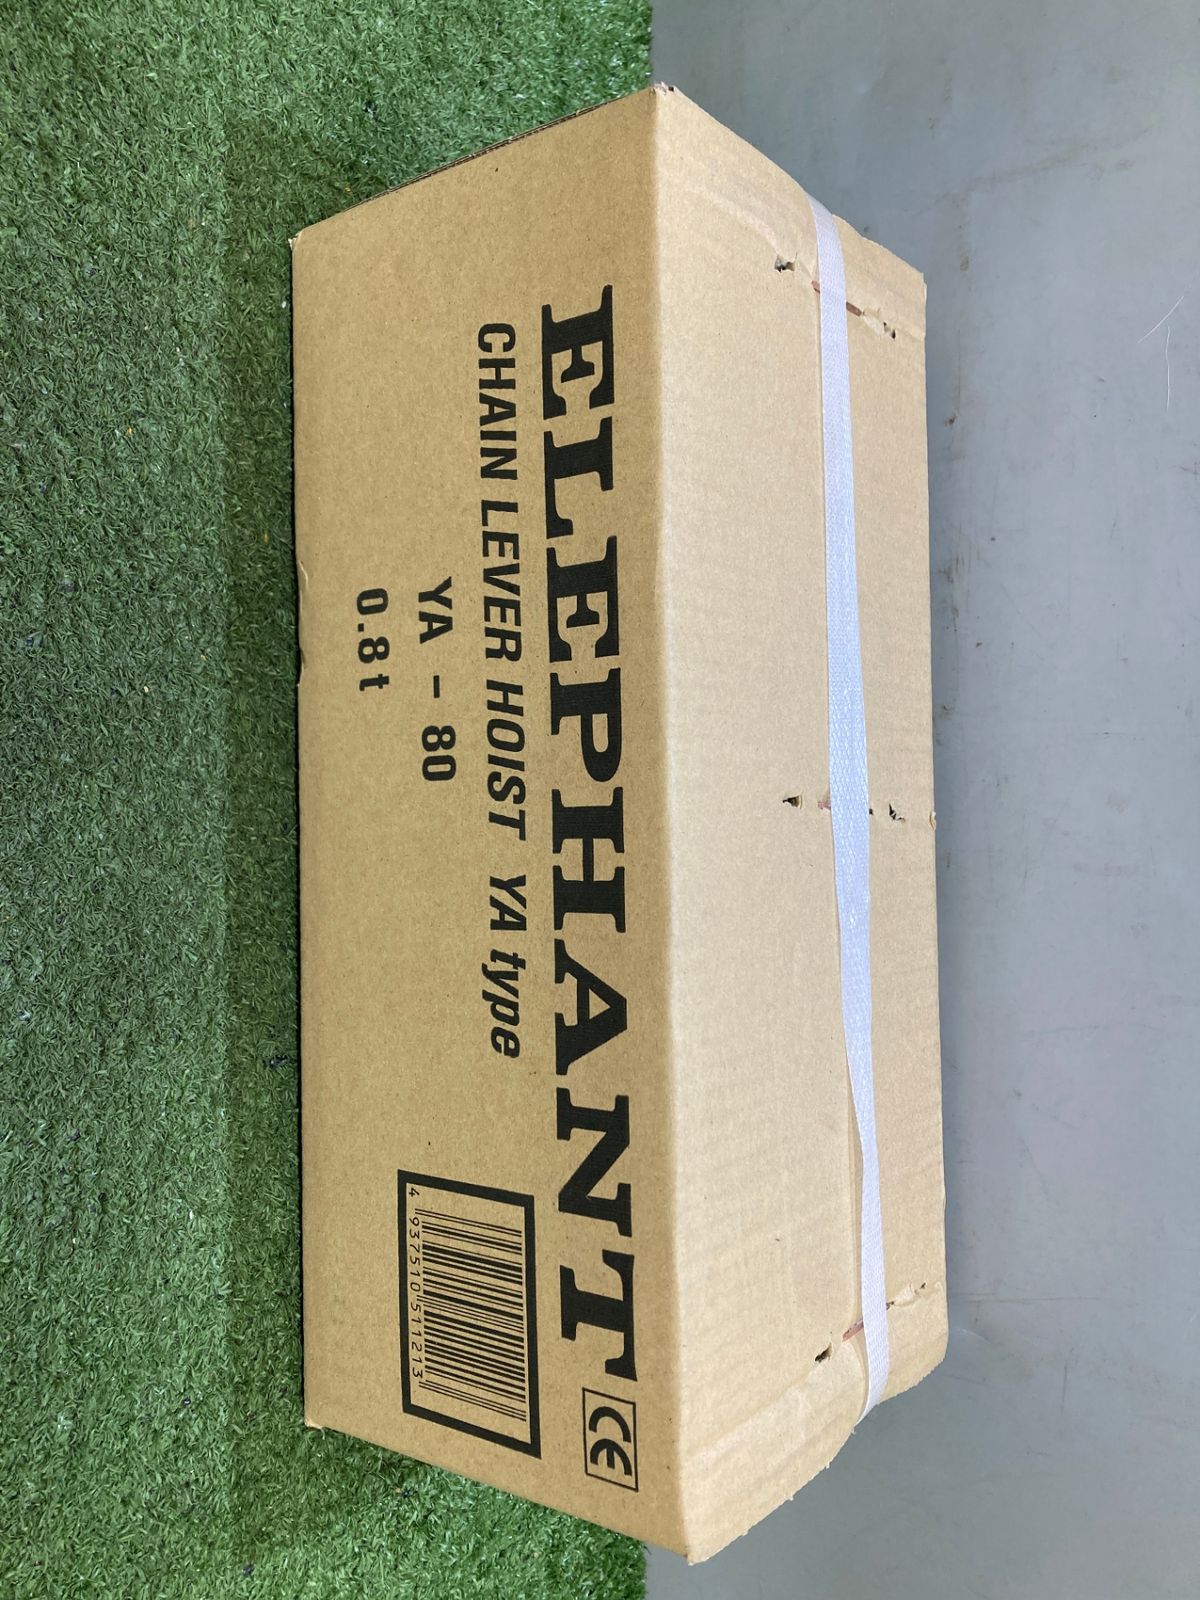 ELEPHANT CE
CHAIN LEVER HOIST YA type
YA - 80
0.8t
4 937510 511213